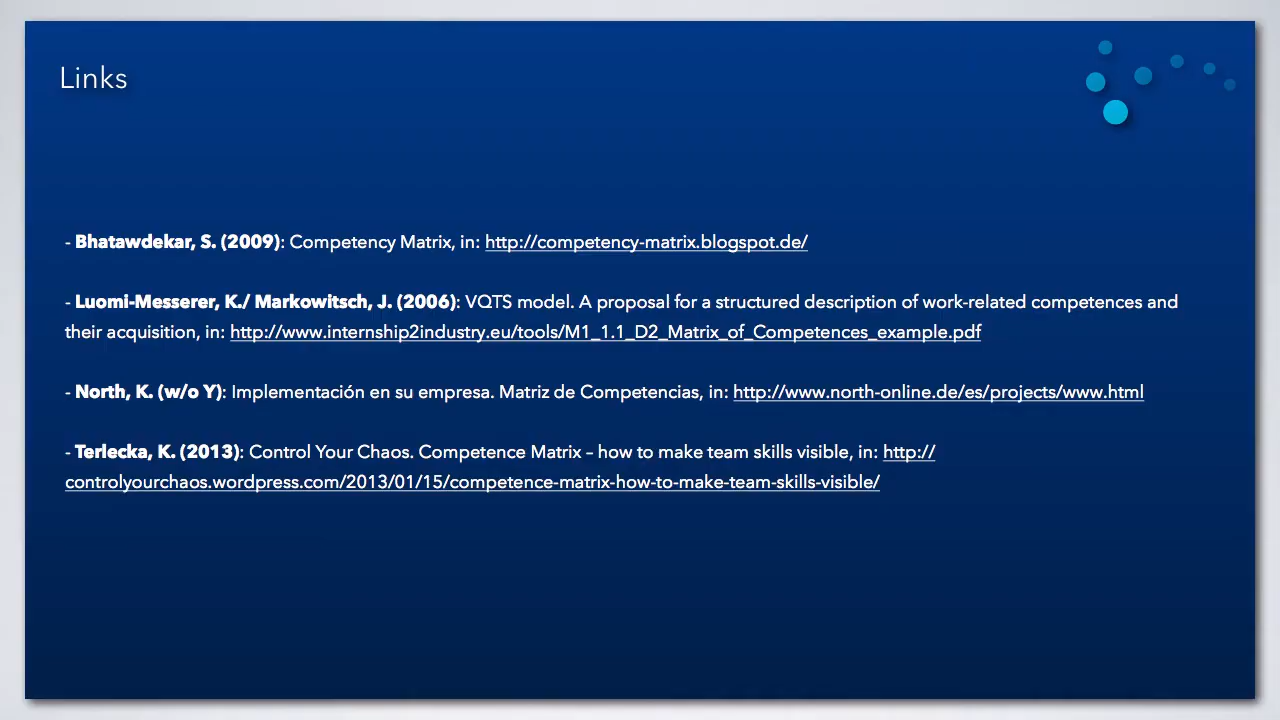 Links
- Bhatawdekar, S. (2009): Competency Matrix, in: http://competency-matrix.blogspot.de/
- Luomi-Messerer, K./ Markowitsch, J. (2006): VQTS model. A proposal for a structured description of work-related competences and
their acquisition, in: http://www.internship2industry.eu/tools/M1_1.1_D2_Matrix_of_Competences_example.pdf
- North, K. (w/o Y): Implementación en su empresa. Matriz de Competencias, in: http://www.north-online.de/es/projects/www.html
- Terlecka, K. (2013): Control Your Chaos. Competence Matrix – how to make team skills visible, in: http://
controlyourchaos.wordpress.com/2013/01/15/competence-matrix-how-to-make-team-skills-visible/